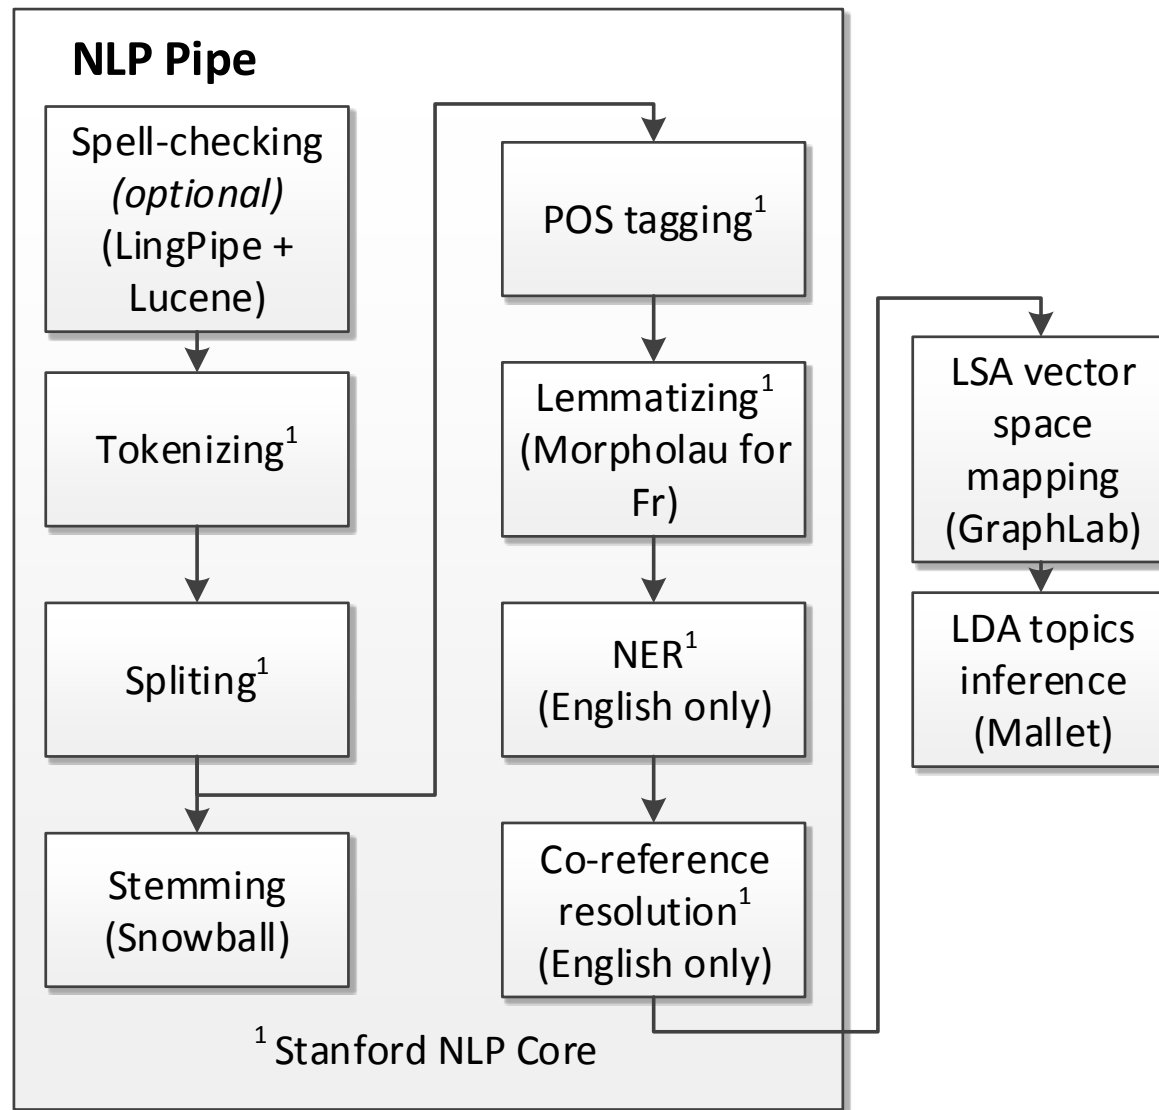 NLP Pipe
Spell-checking
(optional)
(LingPipe +
Lucene)
Tokenizing1
Spliting1
Stemming
(Snowball)
POS tagging1
Lemmatizing1
(Morpholau for
Fr)
NER1
(English only)
Co-reference
resolution1
(English only)
1 Stanford NLP Core
LSA vector
space
mapping
(GraphLab)
LDA topics
inference
(Mallet)